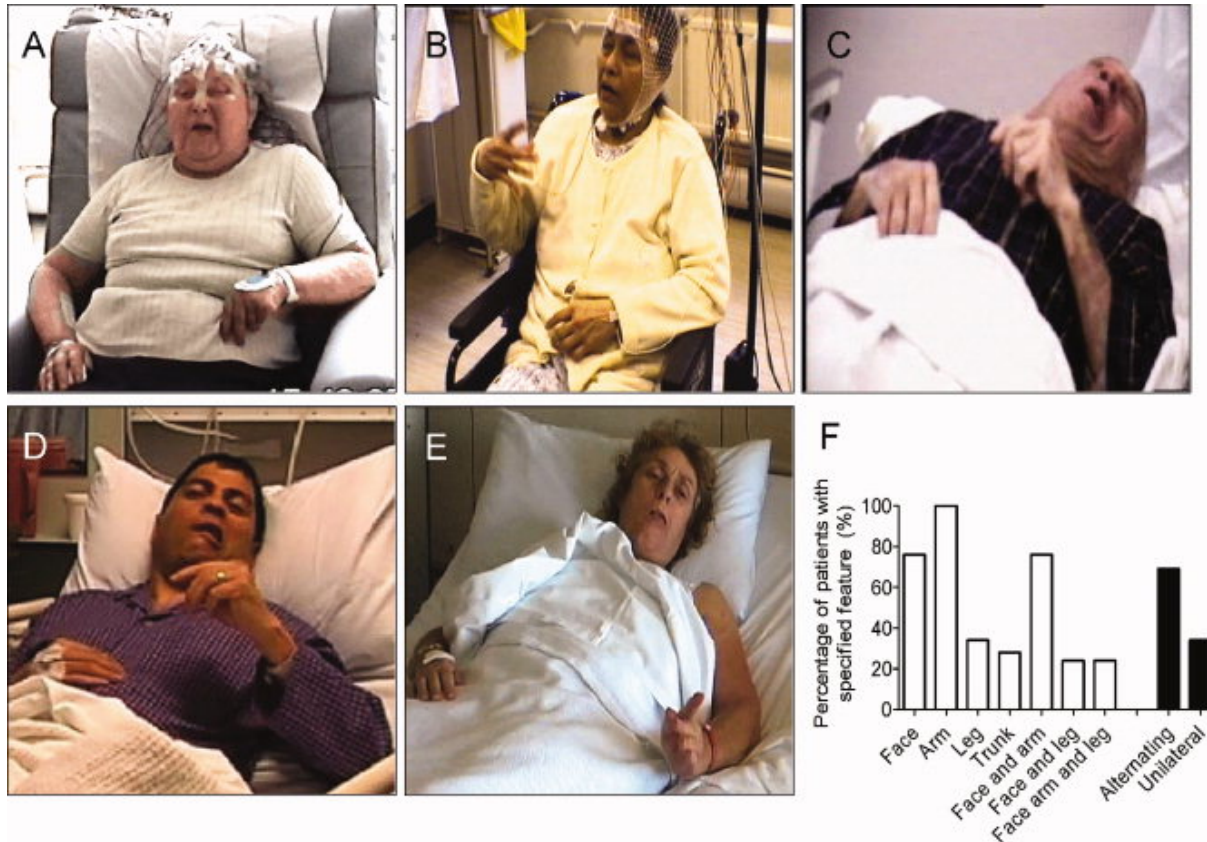 A
B
C
D
E
F
Percentage of patients with
specified feature (%)
100
80
60
40
20
0
Face
Arm
Leg
Trunk
Face and arm
Face and leg
Face arm and leg
Alternating
Unilateral